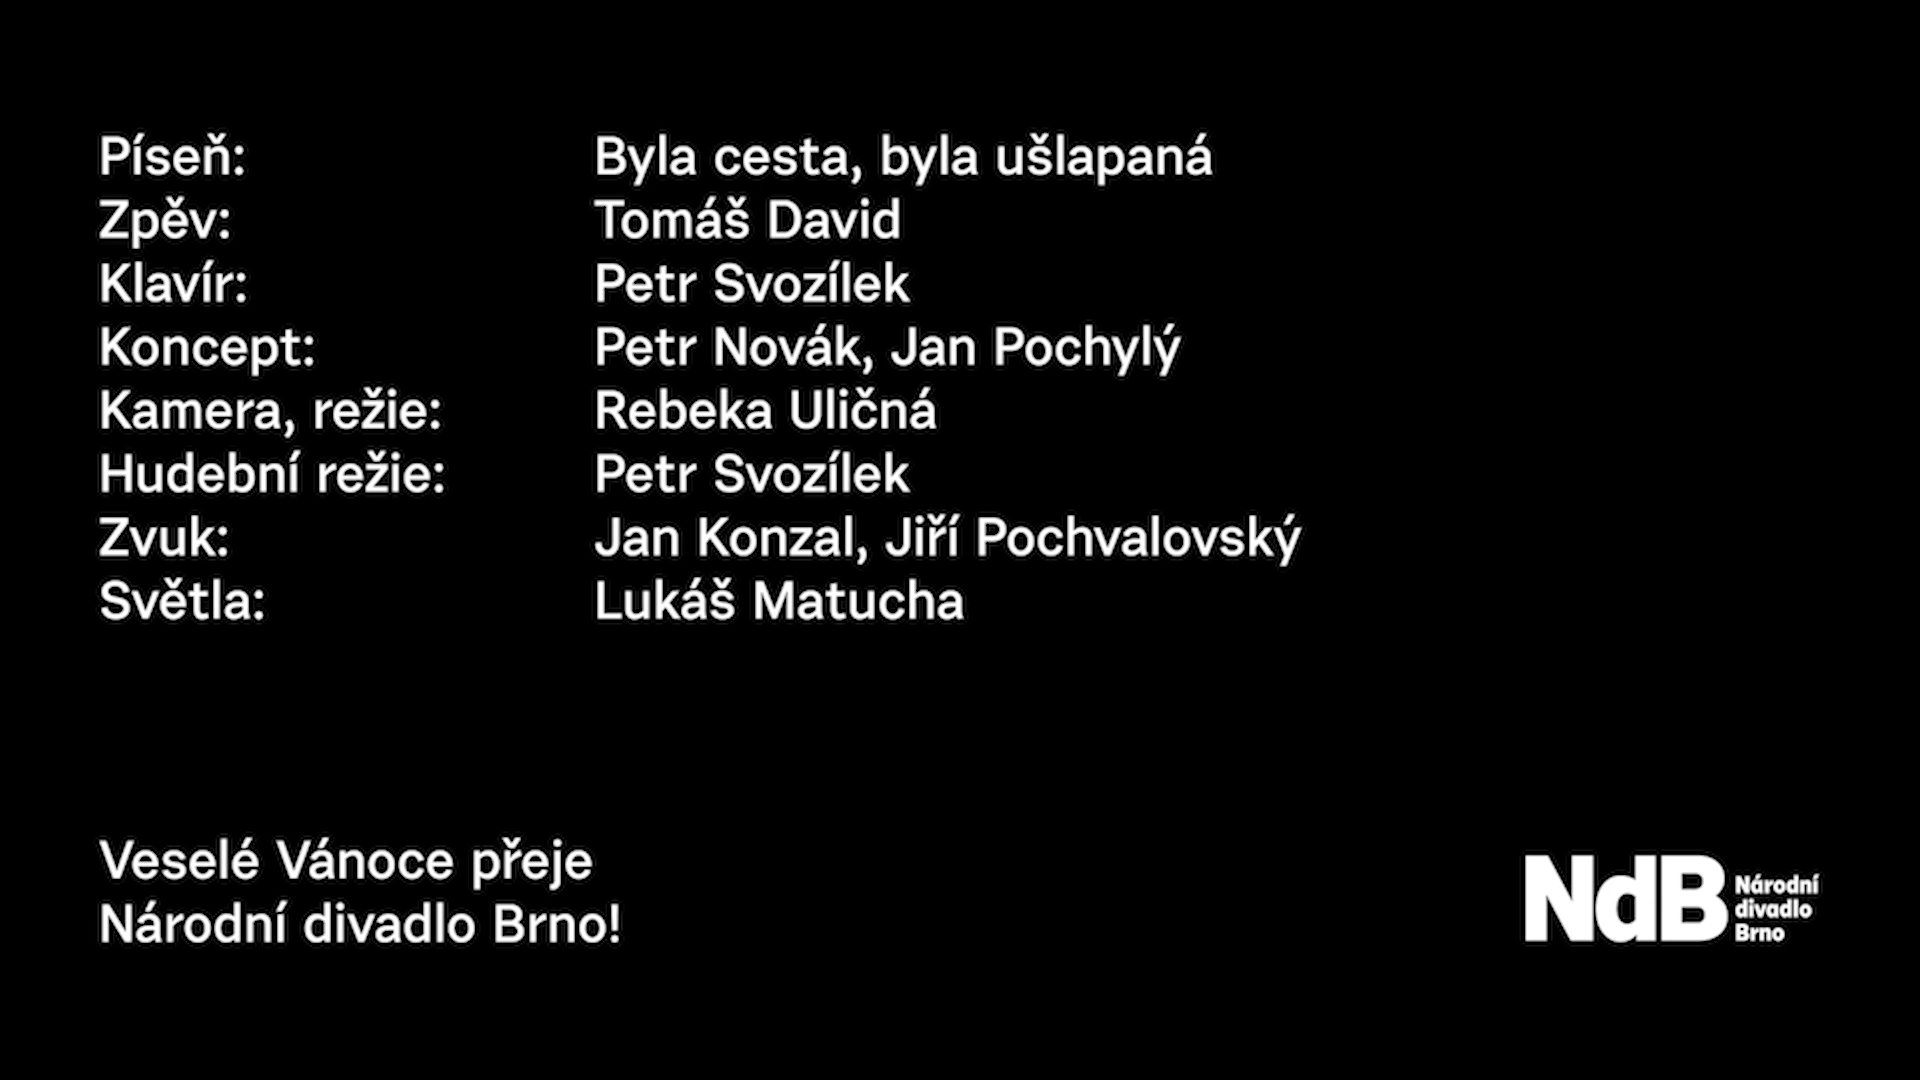 Píseň: Byla cesta, byla ušlapaná
Zpěv: Tomáš David
Klavír: Petr Svozílek
Koncept: Petr Novák, Jan Pochylý
Kamera, režie: Rebeka Uličná
Hudební režie: Petr Svozílek
Zvuk: Jan Konzal, Jiří Pochvalovský
Světla: Lukáš Matucha
Veselé Vánoce přeje
Národní divadlo Brno!
NdB
Národní
divadlo
Brno